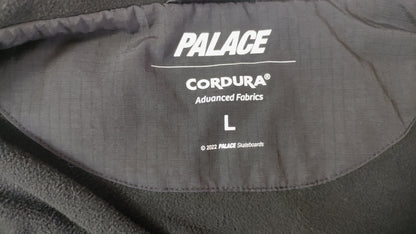 PALACE
CORDURA®
Advanced Fabrics
L
© 2022 PALACE Skateboards